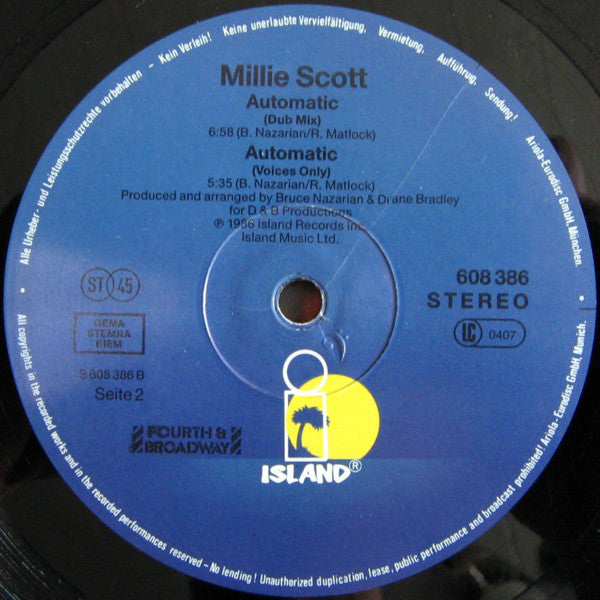 Alle Urheber- und Leistungsschutzrechte vorbehalten - Kein Verleih! Keine unerlaubte Vervielfältigung, Vermietung, Aufführung, Sendung!
Ariola-Eurodisc GmbH, München.
Millie Scott
Automatic
(Dub Mix)
6:58 (B. Nazarian/R. Matlock)
Automatic
(Voices Only)
5:35 (B. Nazarian/R. Matlock)
Produced and arranged by Bruce Nazarian & Duane Bradley
for D & B Productions
℗ 1986 Island Records Inc.
Island Music Ltd.
ST 45
608 386
STEREO
GEMA
STEMRA
BIEM
LC 0407
S 608 386 B
Seite 2
FOURTH &
BROADWAY
ISLAND®
All copyrights in the recorded works and in the recorded performances reserved - No lending! Unauthorized duplication, lease, public performance and broadcast prohibited! Ariola-Eurodisc GmbH, Munich.